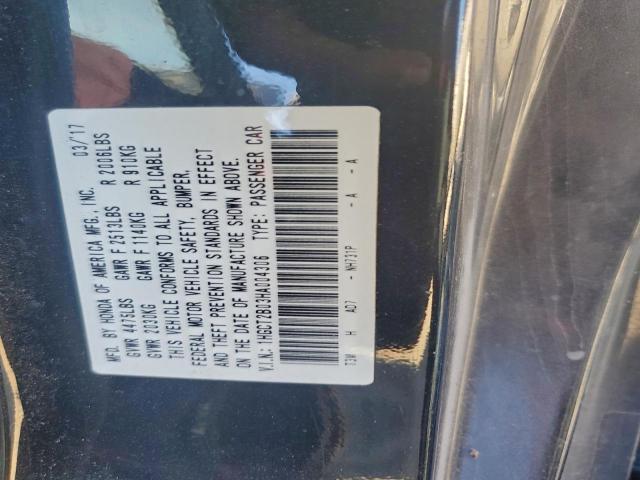 MFD. BY HONDA OF AMERICA MFG., INC. 03/'17
GVWR 4475LBS GAWR F 2513LBS R 2006LBS
GVWR 2030KG GAWR F 1140KG R 910KG
THIS VEHICLE CONFORMS TO ALL APPLICABLE
FEDERAL MOTOR VEHICLE SAFETY, BUMPER,
AND THEFT PREVENTION STANDARDS IN EFFECT
ON THE DATE OF MANUFACTURE SHOWN ABOVE.
V.I.N.: 1HGCT2B83HA004306 TYPE: PASSENGER CAR
T3W H AD7 - NH731P - A - A